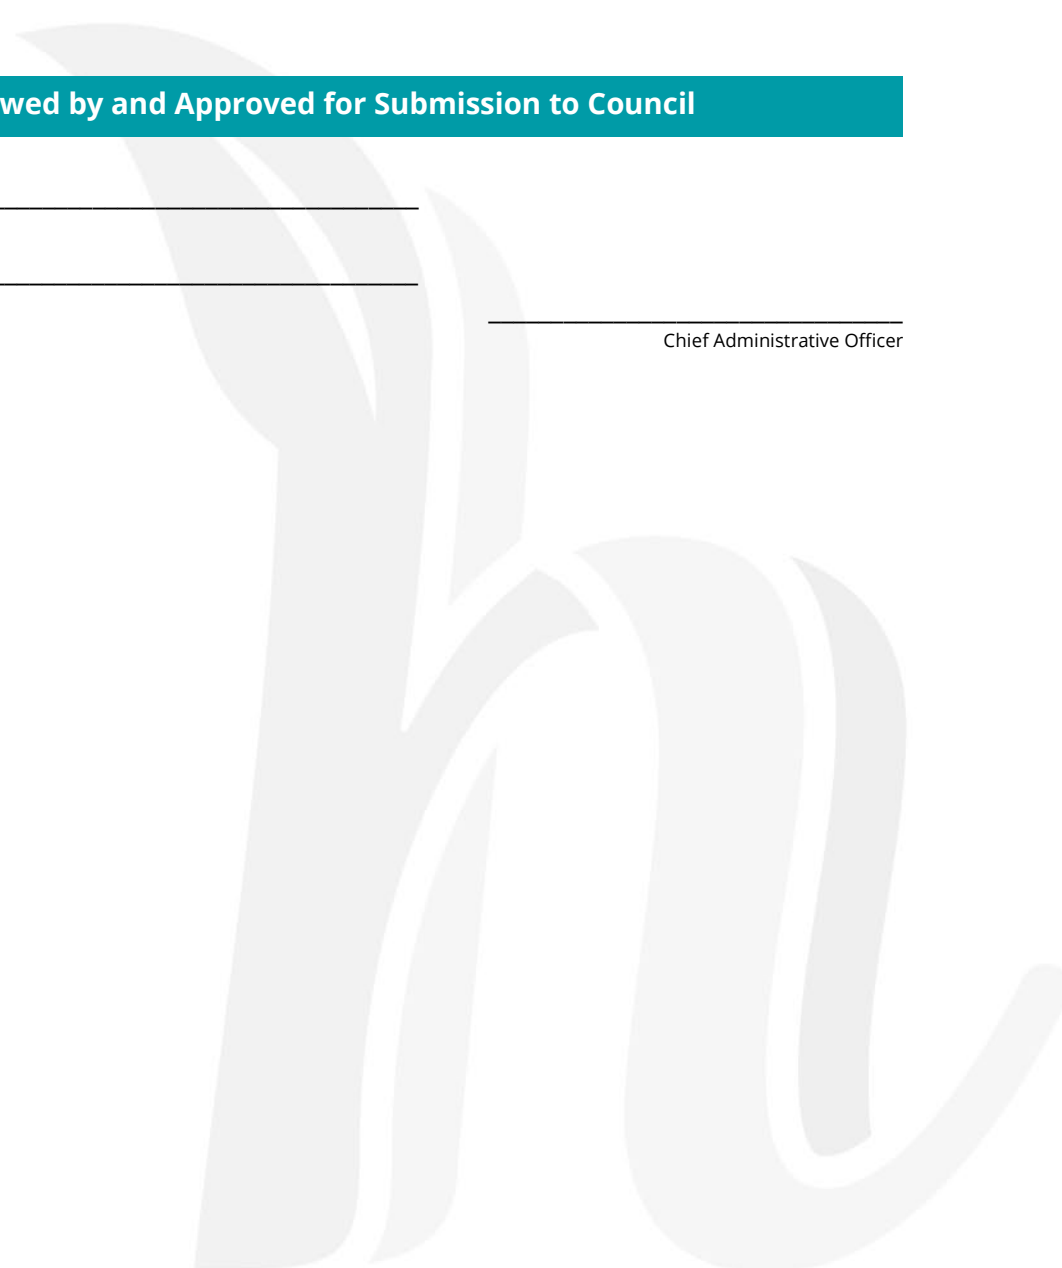 wed by and Approved for Submission to Council
Chief Administrative Officer